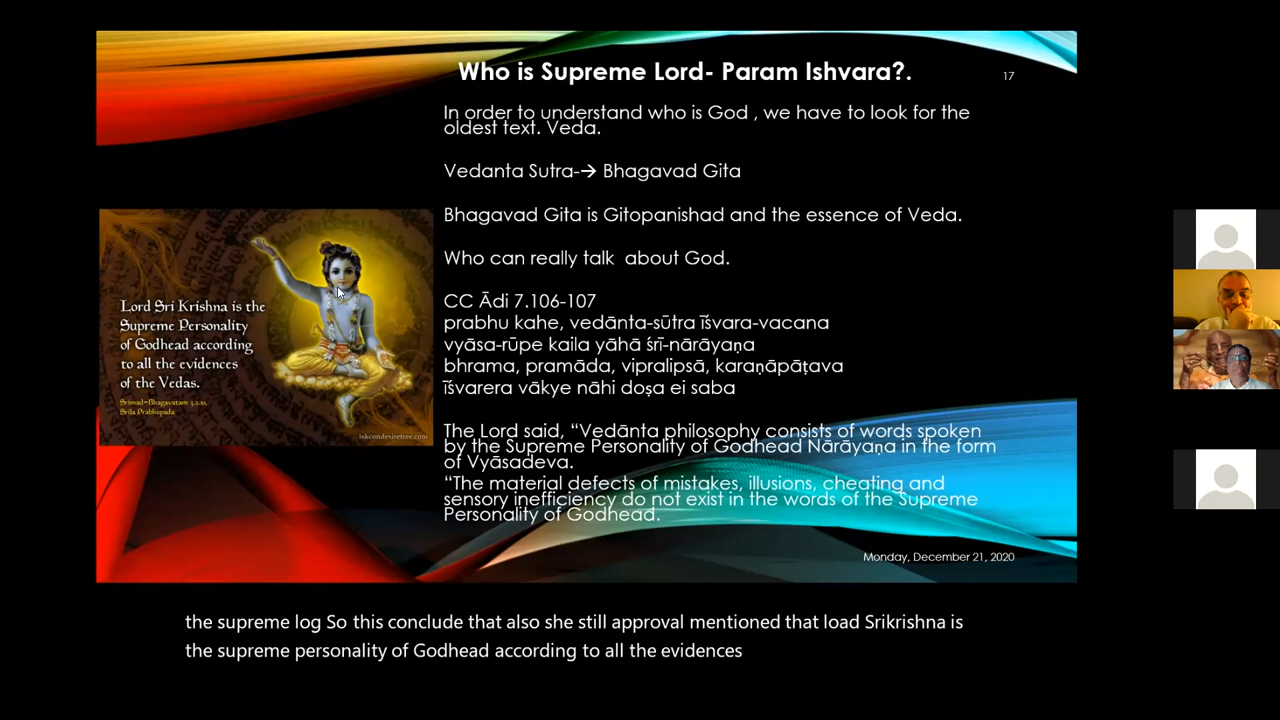 Who is Supreme Lord- Param Ishvara?.
17
In order to understand who is God , we have to look for the
oldest text. Veda.
Vedanta Sutra-→ Bhagavad Gita
Bhagavad Gita is Gitopanishad and the essence of Veda.
Who can really talk  about God.
CC Ādi 7.106-107
prabhu kahe, vedānta-sūtra īśvara-vacana
vyāsa-rūpe kaila yāhā śrī-nārāyaṇa
bhrama, pramāda, vipralipsā, karaṇāpāṭava
īśvarera vākye nāhi doṣa ei saba
The Lord said, “Vedānta philosophy consists of words spoken
by the Supreme Personality of Godhead Nārāyaṇa in the form
of Vyāsadeva.
“The material defects of mistakes, illusions, cheating and
sensory inefficiency do not exist in the words of the Supreme
Personality of Godhead.
Lord Sri Krishna is the
Supreme Personality
of Godhead according
to all the evidences
of the Vedas.
Srimad-Bhagavatam 3.2.10,
Srila Prabhupada
iskcondesiretree.com
Monday, December 21, 2020
the supreme log So this conclude that also she still approval mentioned that load Srikrishna is
the supreme personality of Godhead according to all the evidences